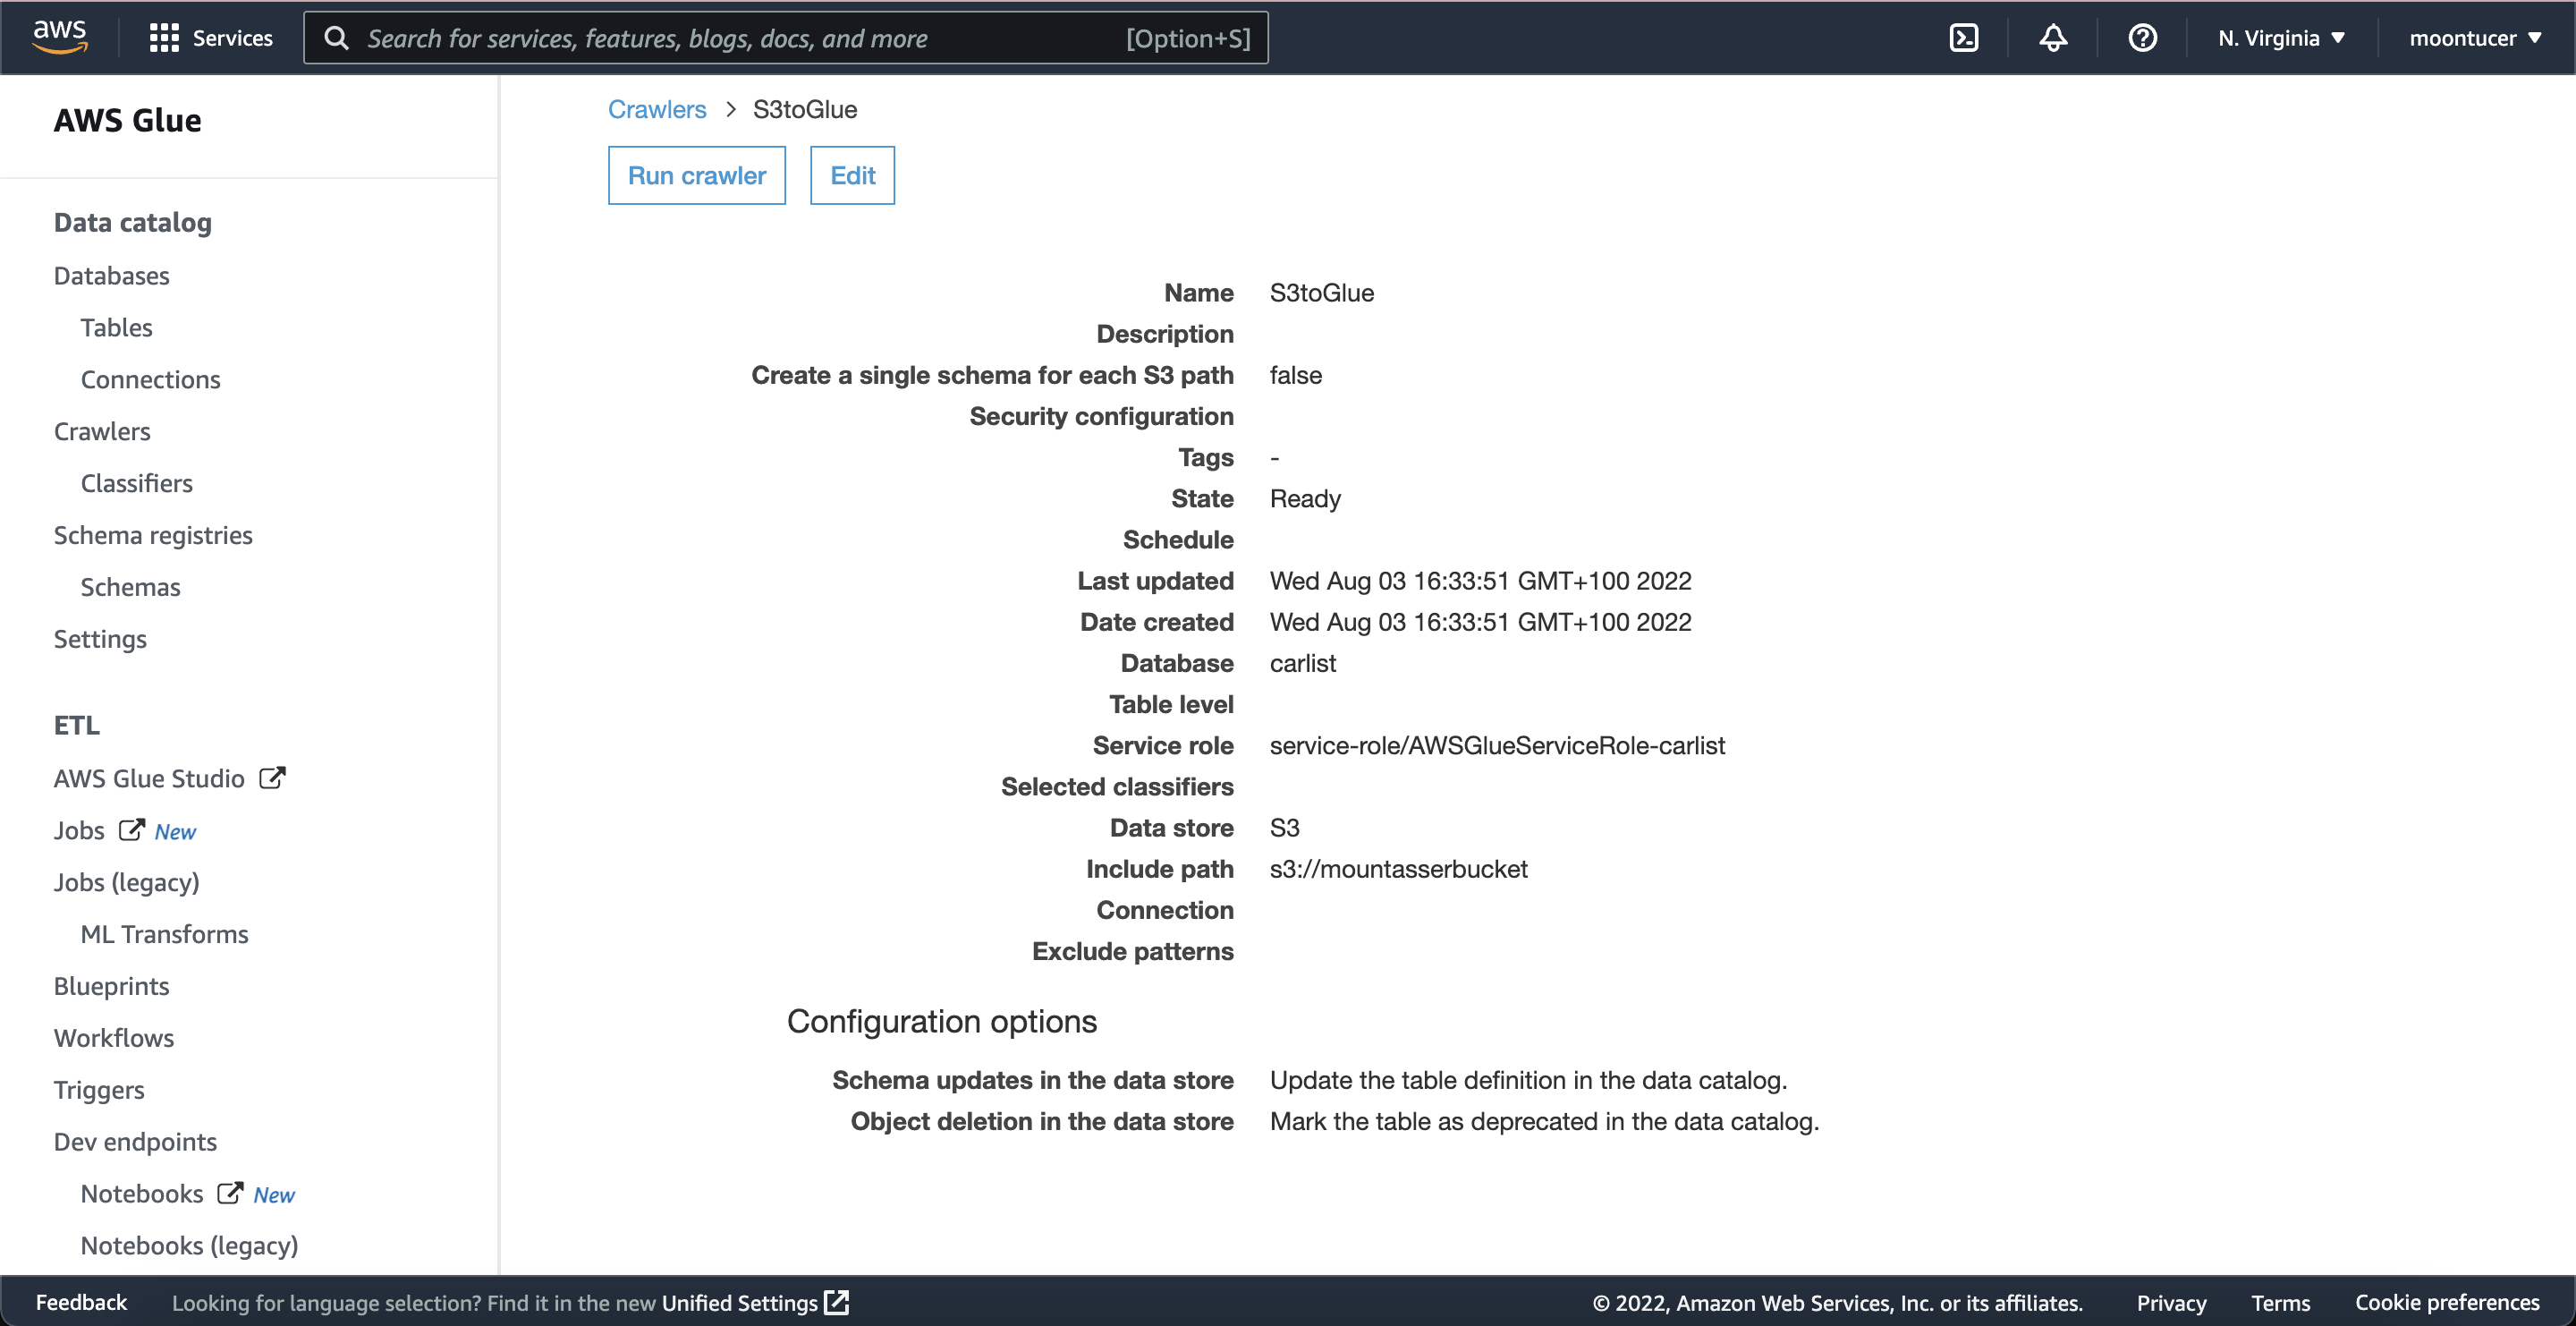 aws Services Search for services, features, blogs, docs, and more [Option+S] N. Virginia moontucer
AWS Glue
Data catalog
Databases
Tables
Connections
Crawlers
Classifiers
Schema registries
Schemas
Settings
ETL
AWS Glue Studio
Jobs New
Jobs (legacy)
ML Transforms
Blueprints
Workflows
Triggers
Dev endpoints
Notebooks New
Notebooks (legacy)
Crawlers > S3toGlue
Run crawler Edit
Name S3toGlue
Description
Create a single schema for each S3 path false
Security configuration
Tags -
State Ready
Schedule
Last updated Wed Aug 03 16:33:51 GMT+100 2022
Date created Wed Aug 03 16:33:51 GMT+100 2022
Database carlist
Table level
Service role service-role/AWSGlueServiceRole-carlist
Selected classifiers
Data store S3
Include path s3://mountasserbucket
Connection
Exclude patterns
Configuration options
Schema updates in the data store Update the table definition in the data catalog.
Object deletion in the data store Mark the table as deprecated in the data catalog.
Feedback Looking for language selection? Find it in the new Unified Settings © 2022, Amazon Web Services, Inc. or its affiliates. Privacy Terms Cookie preferences